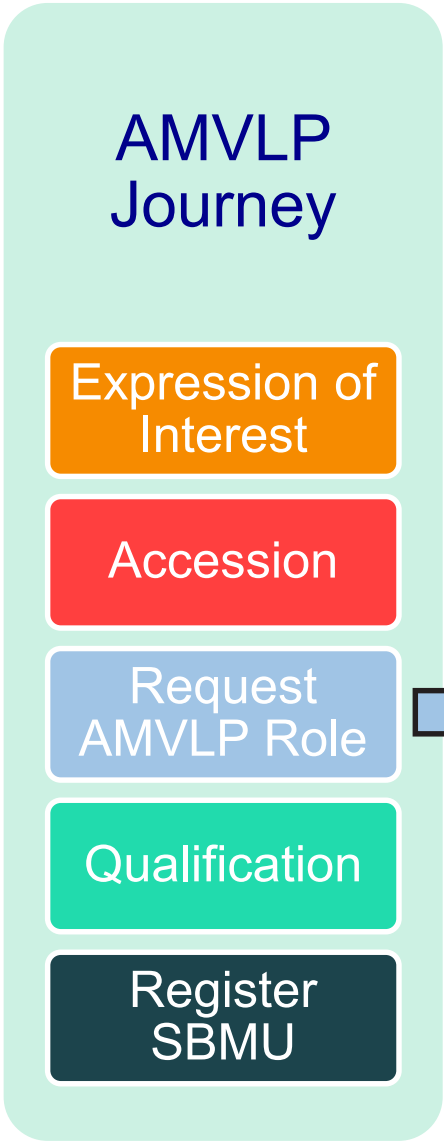 AMVLP
Journey
Expression of
Interest
Accession
Request
AMVLP Role
Qualification
Register
SBMU